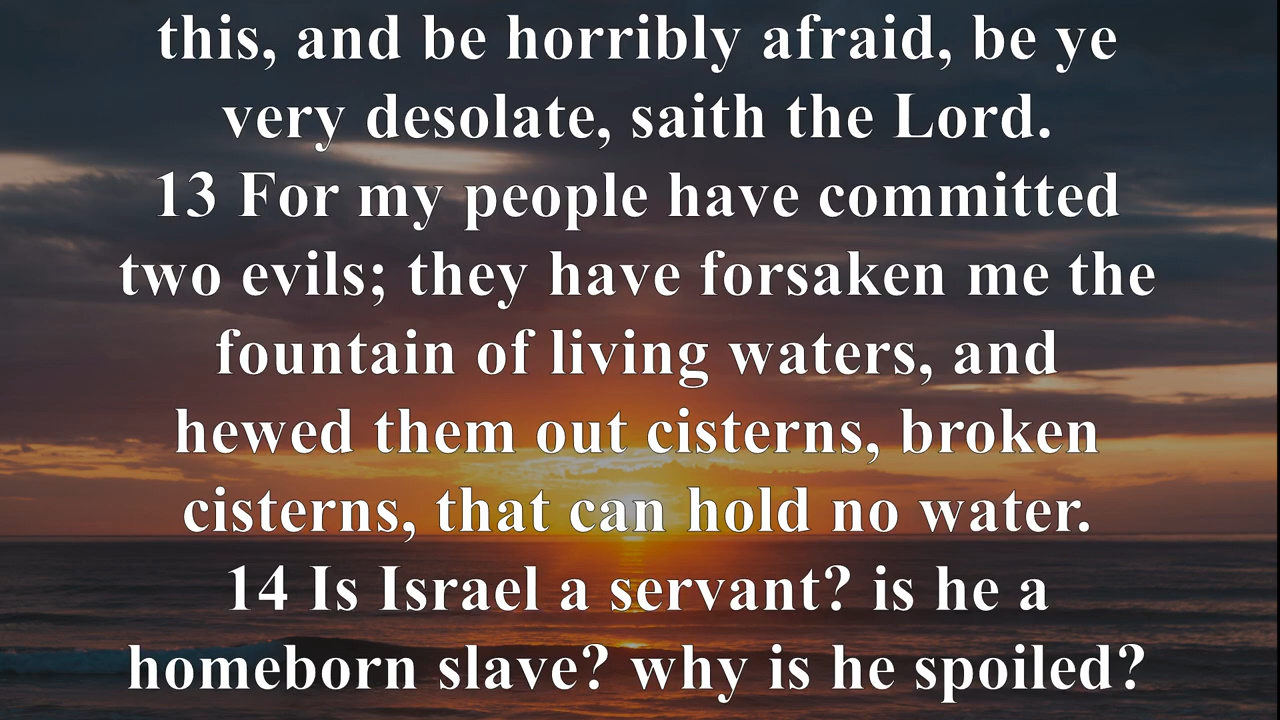 this, and be horribly afraid, be ye
very desolate, saith the Lord.
13 For my people have committed
two evils; they have forsaken me the
fountain of living waters, and
hewed them out cisterns, broken
cisterns, that can hold no water.
14 Is Israel a servant? is he a
homeborn slave? why is he spoiled?